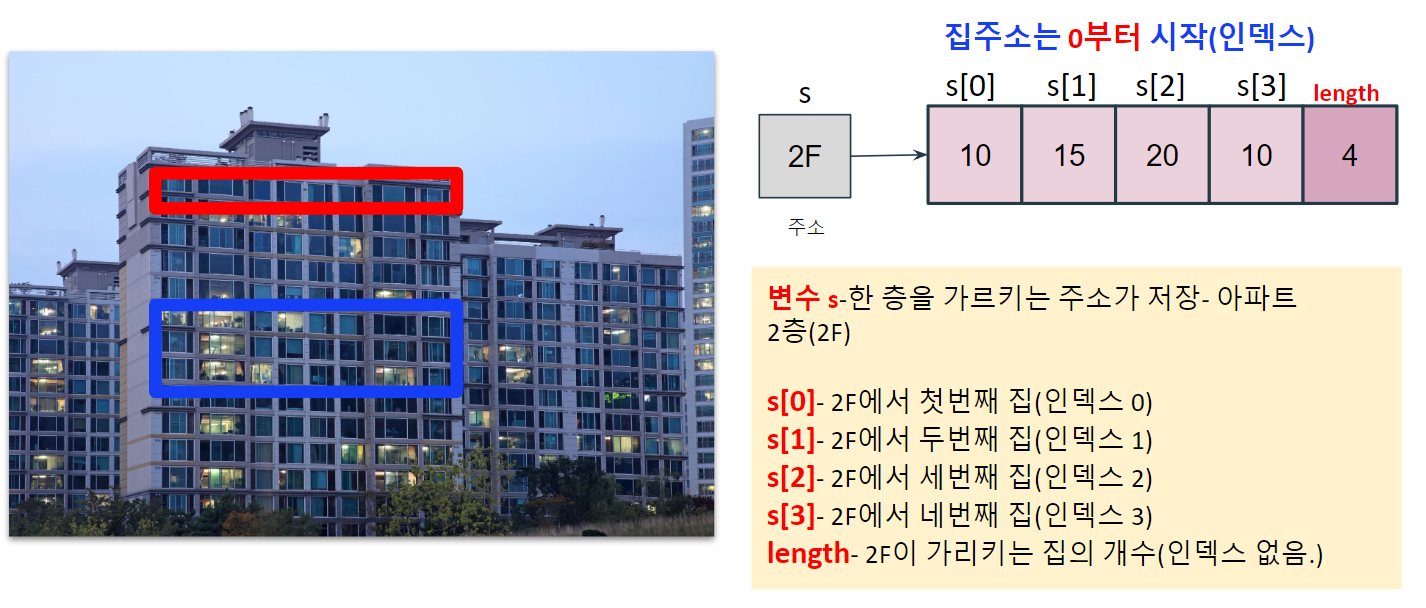 집주소는 0부터 시작(인덱스)
s
s[0] s[1] s[2] s[3] length
2F 10 15 20 10 4
주소
변수 s-한 층을 가르키는 주소가 저장- 아파트
2층(2F)
s[0]- 2F에서 첫번째 집(인덱스 0)
s[1]- 2F에서 두번째 집(인덱스 1)
s[2]- 2F에서 세번째 집(인덱스 2)
s[3]- 2F에서 네번째 집(인덱스 3)
length- 2F이 가리키는 집의 개수(인덱스 없음.)